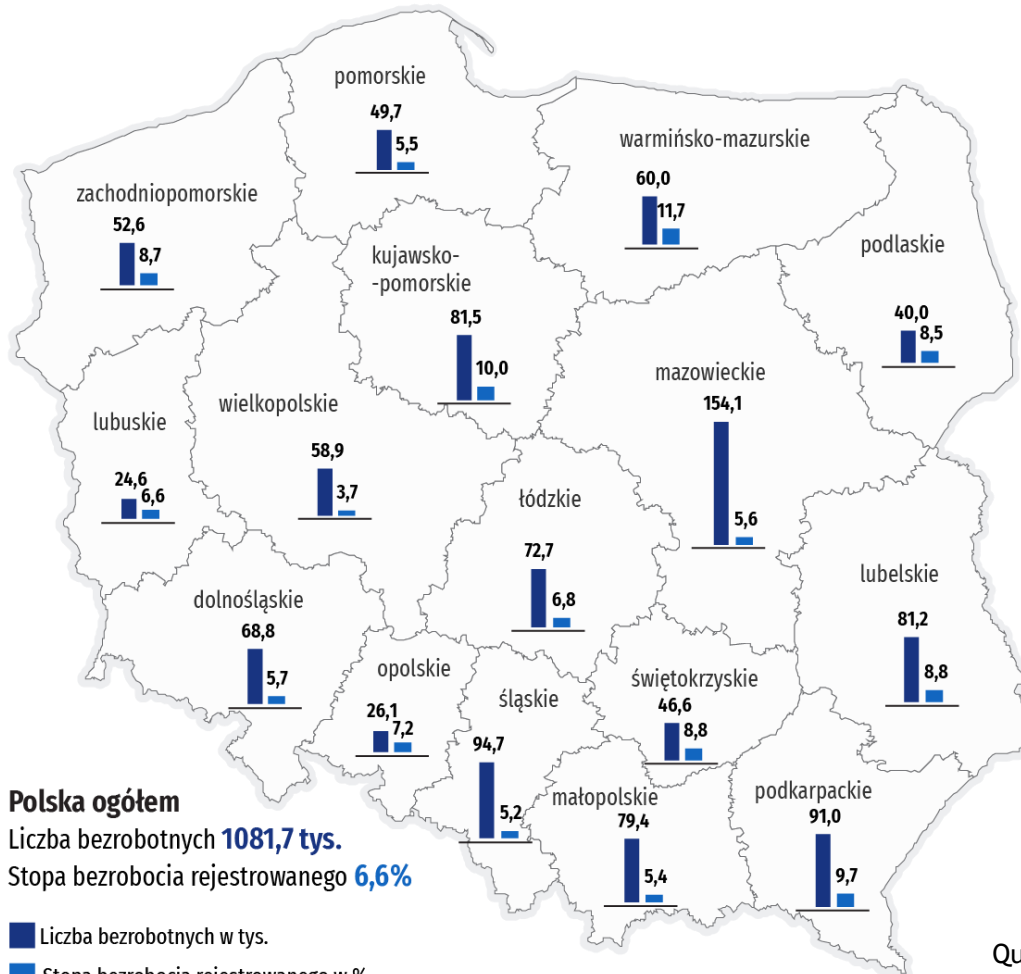 pomorskie
49,7
5,5
warmińsko-mazurskie
60,0
11,7
zachodniopomorskie
52,6
8,7
podlaskie
40,0
8,5
kujawsko-
-pomorskie
81,5
10,0
mazowieckie
154,1
5,6
lubuskie
24,6
6,6
wielkopolskie
58,9
3,7
łódzkie
72,7
6,8
lubelskie
81,2
8,8
dolnośląskie
68,8
5,7
opolskie
26,1
7,2
śląskie
94,7
5,2
świętokrzyskie
46,6
8,8
małopolskie
79,4
5,4
podkarpackie
91,0
9,7
Polska ogółem
Liczba bezrobotnych 1081,7 tys.
Stopa bezrobocia rejestrowanego 6,6%
Liczba bezrobotnych w tys.
Stopa bezrobocia rejestrowanego w %
Qu